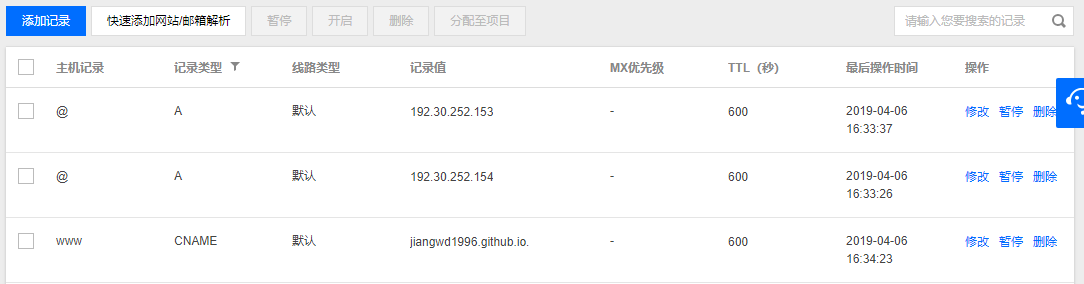 添加记录 快速添加网站/邮箱解析 暂停 开启 删除 分配至项目 请输入您要搜索的记录
主机记录 记录类型 线路类型 记录值 MX优先级 TTL（秒） 最后操作时间 操作
@ A 默认 192.30.252.153 - 600 2019-04-06 修改 暂停 删除
16:33:37
@ A 默认 192.30.252.154 - 600 2019-04-06 修改 暂停 删除
16:33:26
www CNAME 默认 jiangwd1996.github.io. - 600 2019-04-06 修改 暂停 删除
16:34:23